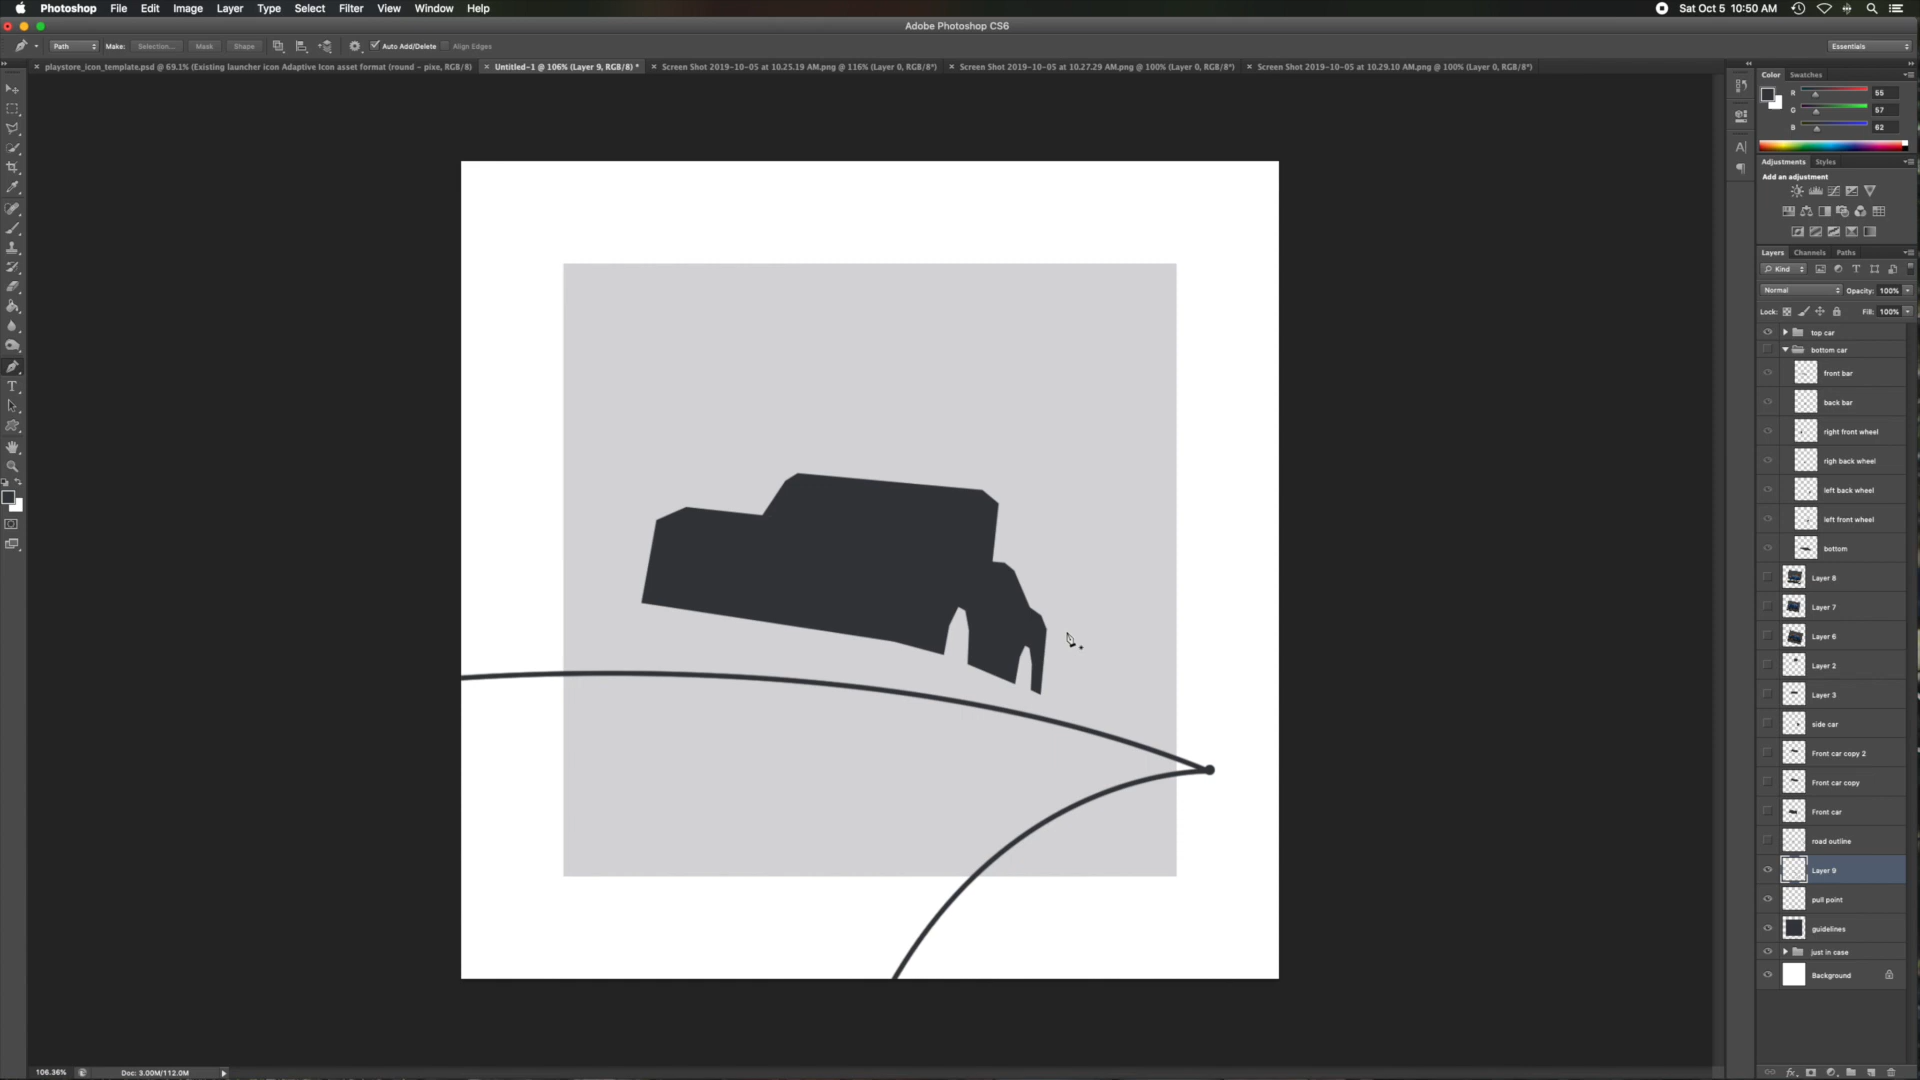 Photoshop File Edit Image Layer Type Select Filter View Window Help Sat Oct 5 10:50 AM
Adobe Photoshop CS6
Path Make: Selection... Mask Shape Auto Add/Delete Align Edges Essentials
playstore_icon_template.psd @ 69.1% (Existing launcher icon Adaptive Icon asset format (round - pixe, RGB/8) Untitled-1 @ 106% (Layer 9, RGB/8) * Screen Shot 2019-10-05 at 10.25.19 AM.png @ 116% (Layer 0, RGB/8*) Screen Shot 2019-10-05 at 10.27.29 AM.png @ 100% (Layer 0, RGB/8*) Screen Shot 2019-10-05 at 10.29.10 AM.png @ 100% (Layer 0, RGB/8*)
Color Swatches
R 55
G 57
B 62
Adjustments Styles
Add an adjustment
Layers Channels Paths
Kind
Normal Opacity: 100%
Lock: Fill: 100%
top car
bottom car
front bar
back bar
right front wheel
righ back wheel
left back wheel
left front wheel
bottom
Layer 8
Layer 7
Layer 6
Layer 2
Layer 3
side car
Front car copy 2
Front car copy
Front car
road outline
Layer 9
pull point
guidelines
just in case
Background
106.36% Doc: 3.00M/112.0M